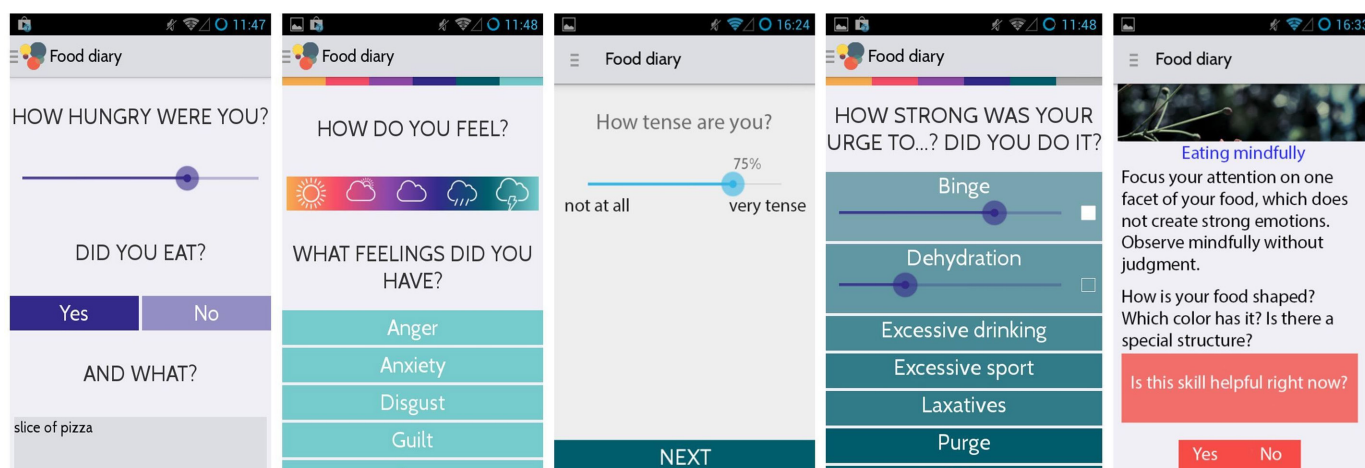 11:47
Food diary
HOW HUNGRY WERE YOU?
DID YOU EAT?
Yes No
AND WHAT?
slice of pizza
11:48
Food diary
HOW DO YOU FEEL?
WHAT FEELINGS DID YOU
HAVE?
Anger
Anxiety
Disgust
Guilt
16:24
Food diary
How tense are you?
75%
not at all very tense
NEXT
11:48
Food diary
HOW STRONG WAS YOUR
URGE TO...? DID YOU DO IT?
Binge
Dehydration
Excessive drinking
Excessive sport
Laxatives
Purge
16:33
Food diary
Eating mindfully
Focus your attention on one
facet of your food, which does
not create strong emotions.
Observe mindfully without
judgment.
How is your food shaped?
Which color has it? Is there a
special structure?
Is this skill helpful right now?
Yes No